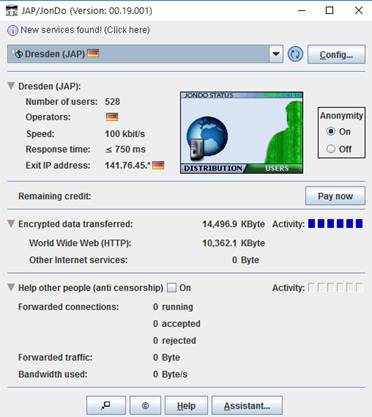 JAP/JonDo (Version: 00.19.001)
New services found! (Click here)
Dresden (JAP)
Config...
Dresden (JAP):
Number of users: 528
Operators:
Speed: 100 kbit/s
Response time: ≤ 750 ms
Exit IP address: 141.76.45.*
JONDO STATUS
DISTRIBUTION USERS
Anonymity
On
Off
Remaining credit:
Pay now
Encrypted data transferred: 14,496.9 KByte Activity:
World Wide Web (HTTP): 10,362.1 KByte
Other Internet services: 0 Byte
Help other people (anti censorship) On Activity:
Forwarded connections: 0 running
0 accepted
0 rejected
Forwarded traffic: 0 Byte
Bandwidth used: 0 Byte/s
© Help Assistant...